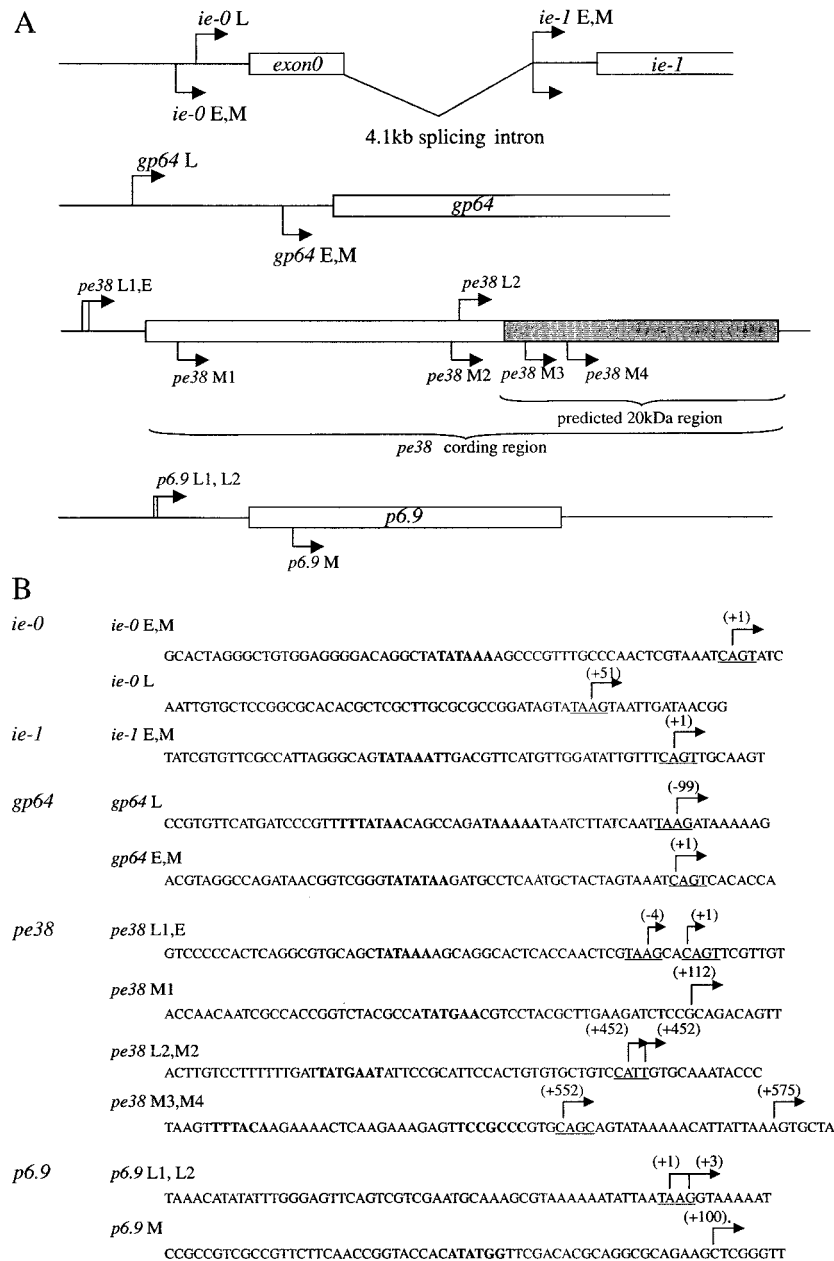 A
ie-0 L
ie-1 E,M
exon0
ie-1
ie-0 E,M
4.1kb splicing intron
gp64 L
gp64
gp64 E,M
pe38 L1,E
pe38 L2
pe38 M1
pe38 M2
pe38 M3
pe38 M4
predicted 20kDa region
pe38 cording region
p6.9 L1, L2
p6.9
p6.9 M
B
ie-0
ie-0 E,M
(+1)
GCACTAGGGCTGTGGAGGGGACAGGCTATATAAAAGCCCGTTTGCCCAACTCGTAAATCAGTATC
ie-0 L
(+51)
AATTGTGCTCCGGCGCACACGCTCGCTTGCGCGCCGGATAGTATAAGTAATTGATAACGG
ie-1
ie-1 E,M
(+1)
TATCGTGTTCGCCATTAGGGCAGTATAAATTGACGTTCATGTTGGATATTGTTTCAGTTGCAAGT
gp64
gp64 L
(-99)
CCGTGTTCATGATCCCGTTTTTATAACAGCCAGATAAAAATAATCTTATCAATTAAGATAAAAAG
gp64 E,M
(+1)
ACGTAGGCCAGATAACGGTCGGGTATATAAGATGCCTCAATGCTACTAGTAAATCAGTCACACCA
pe38
pe38 L1,E
(-4)
(+1)
GTCCCCCACTCAGGCGTGCAGCTATAAAAGCAGGCACTCACCAACTCGTAAGCACAGTTCGTTGT
pe38 M1
(+112)
ACCAACAATCGCCACCGGTCTACGCCATATGAACGTCCTACGCTTGAAGATCTCCGCAGACAGTT
pe38 L2,M2
(+452)
(+452)
ACTTGTCCTTTTTTGATTATGAATATTCCGCATTCCACTGTGTGCTGTCCATTGTGCAAATACCC
pe38 M3,M4
(+552)
(+575)
TAAGTTTTACAAGAAAACTCAAGAAAGAGTTCCGCCCGTGCAGCAGTATAAAAACATTATTAAAGTGCTA
p6.9
p6.9 L1, L2
(+1)
(+3)
TAAACATATATTTGGGAGTTCAGTCGTCGAATGCAAAGCGTAAAAAATATTAATAAGGTAAAAAT
p6.9 M
(+100).
CCGCCGTCGCCGTTCTTCAACCGGTACCACATATGGTTCGACACGCAGGCGCAGAAGCTCGGGTT